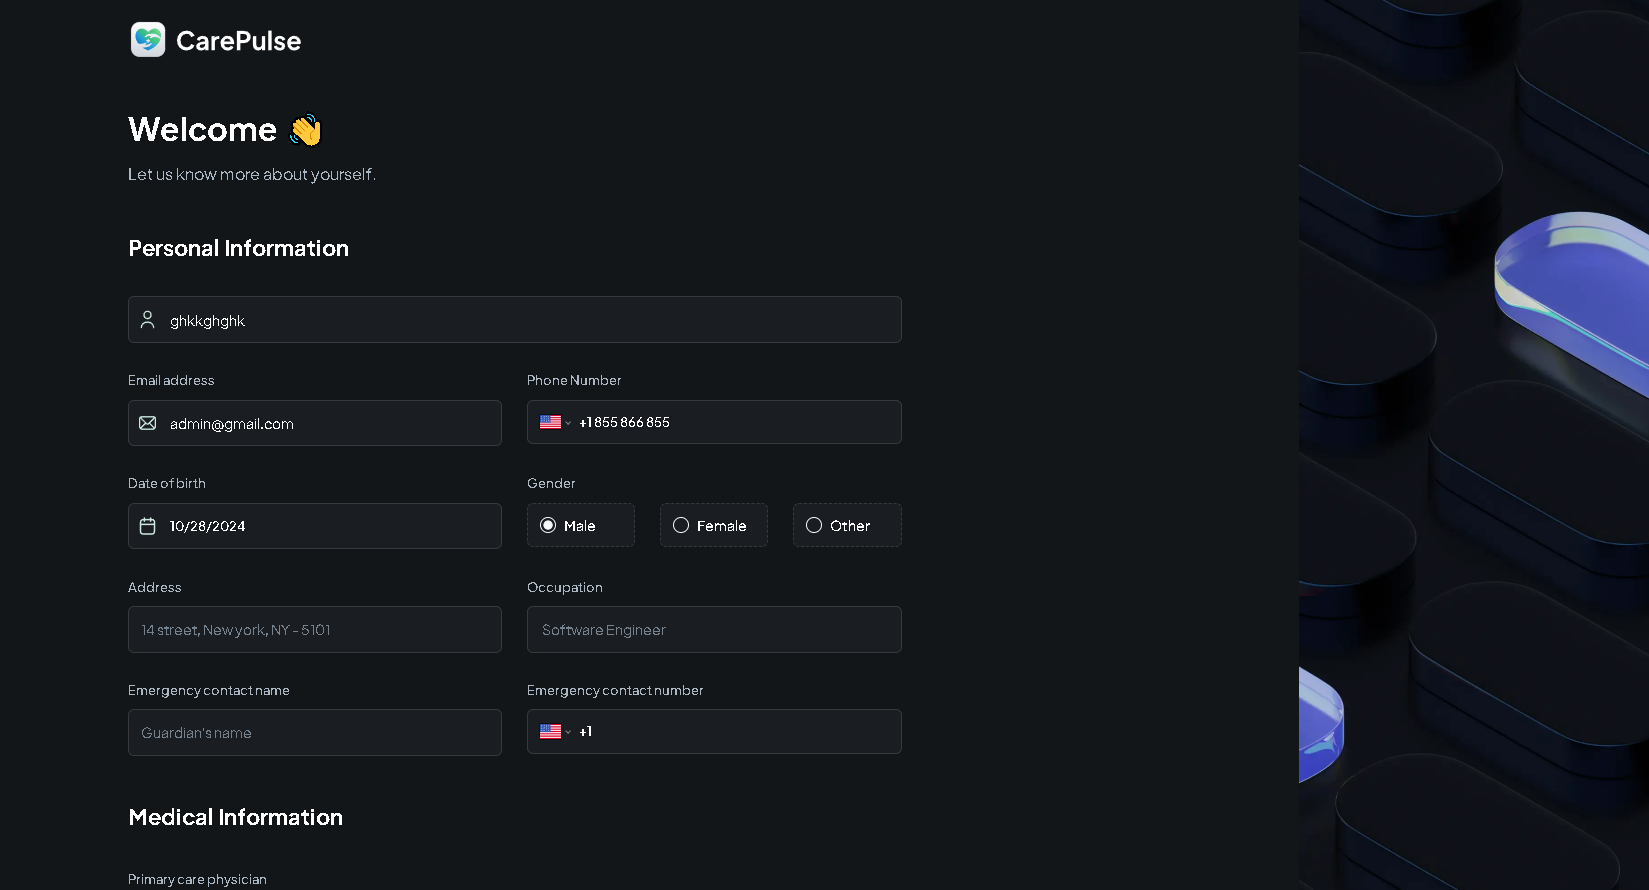 CarePulse
Welcome 👋
Let us know more about yourself.
Personal Information
ghkkghghk
Email address Phone Number
admin@gmail.com +1 855 866 855
Date of birth Gender
10/28/2024 Male Female Other
Address Occupation
14 street, New york, NY - 5101 Software Engineer
Emergency contact name Emergency contact number
Guardian's name +1
Medical Information
Primary care physician